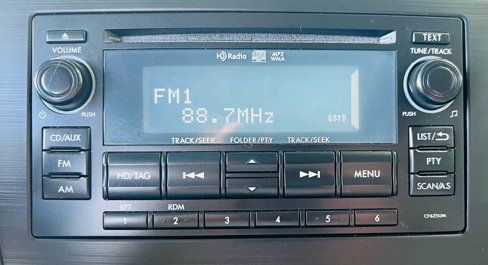 TEXT
VOLUME
HD Radio
MP3
WMA
TUNE/TRACK
FM1
88.7MHz
(ST)
PUSH
PUSH
TRACK/SEEK FOLDER/PTY TRACK/SEEK
CD/AUX
LIST/
FM
HD/TAG
MENU
PTY
AM
SCAN/AS
RPT RDM
1 2 3 4 5 6
CF625UM